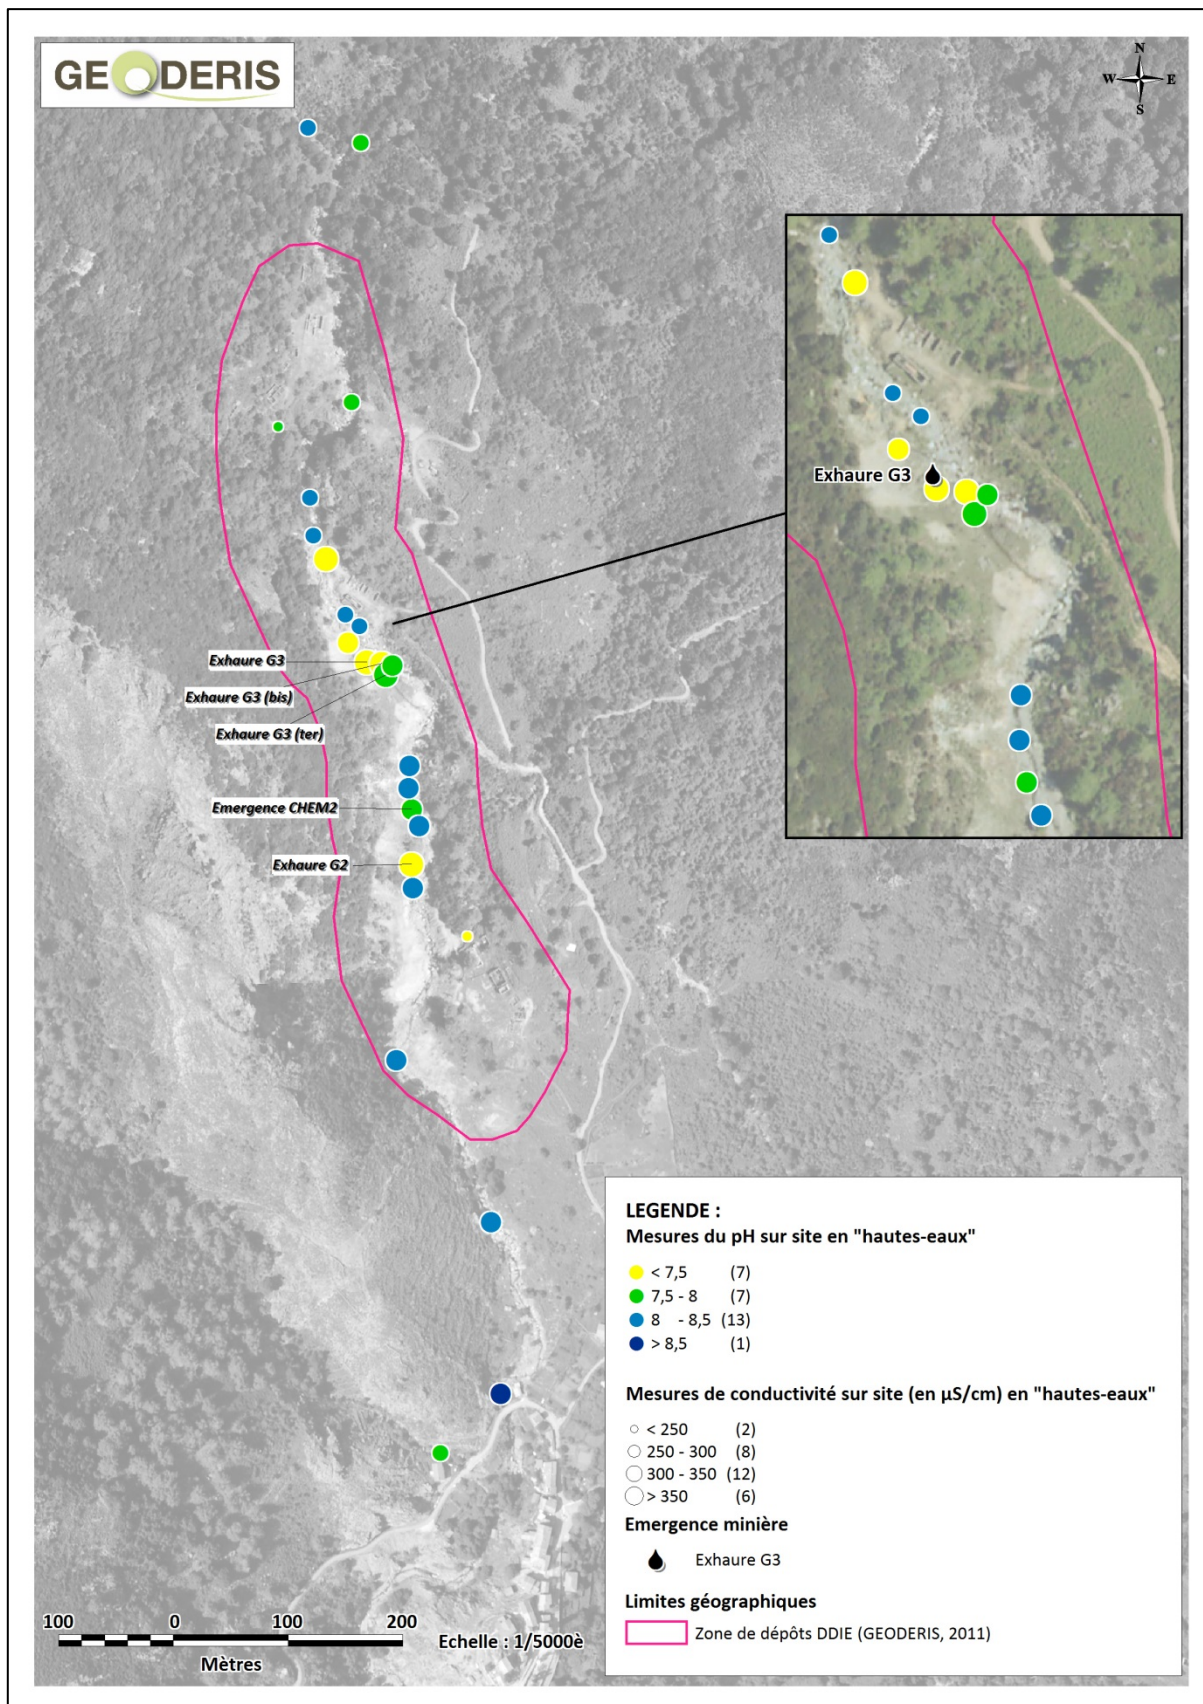 GEODERIS
N
W E
S
Exhaure G3
Exhaure G3
Exhaure G3 (bis)
Exhaure G3 (ter)
Emergence CHEM2
Exhaure G2
LEGENDE :
Mesures du pH sur site en "hautes-eaux"
< 7,5 (7)
7,5 - 8 (7)
8 - 8,5 (13)
> 8,5 (1)
Mesures de conductivité sur site (en µS/cm) en "hautes-eaux"
< 250 (2)
250 - 300 (8)
300 - 350 (12)
> 350 (6)
Emergence minière
Exhaure G3
Limites géographiques
Zone de dépôts DDIE (GEODERIS, 2011)
100 0 100 200
Mètres
Echelle : 1/5000è